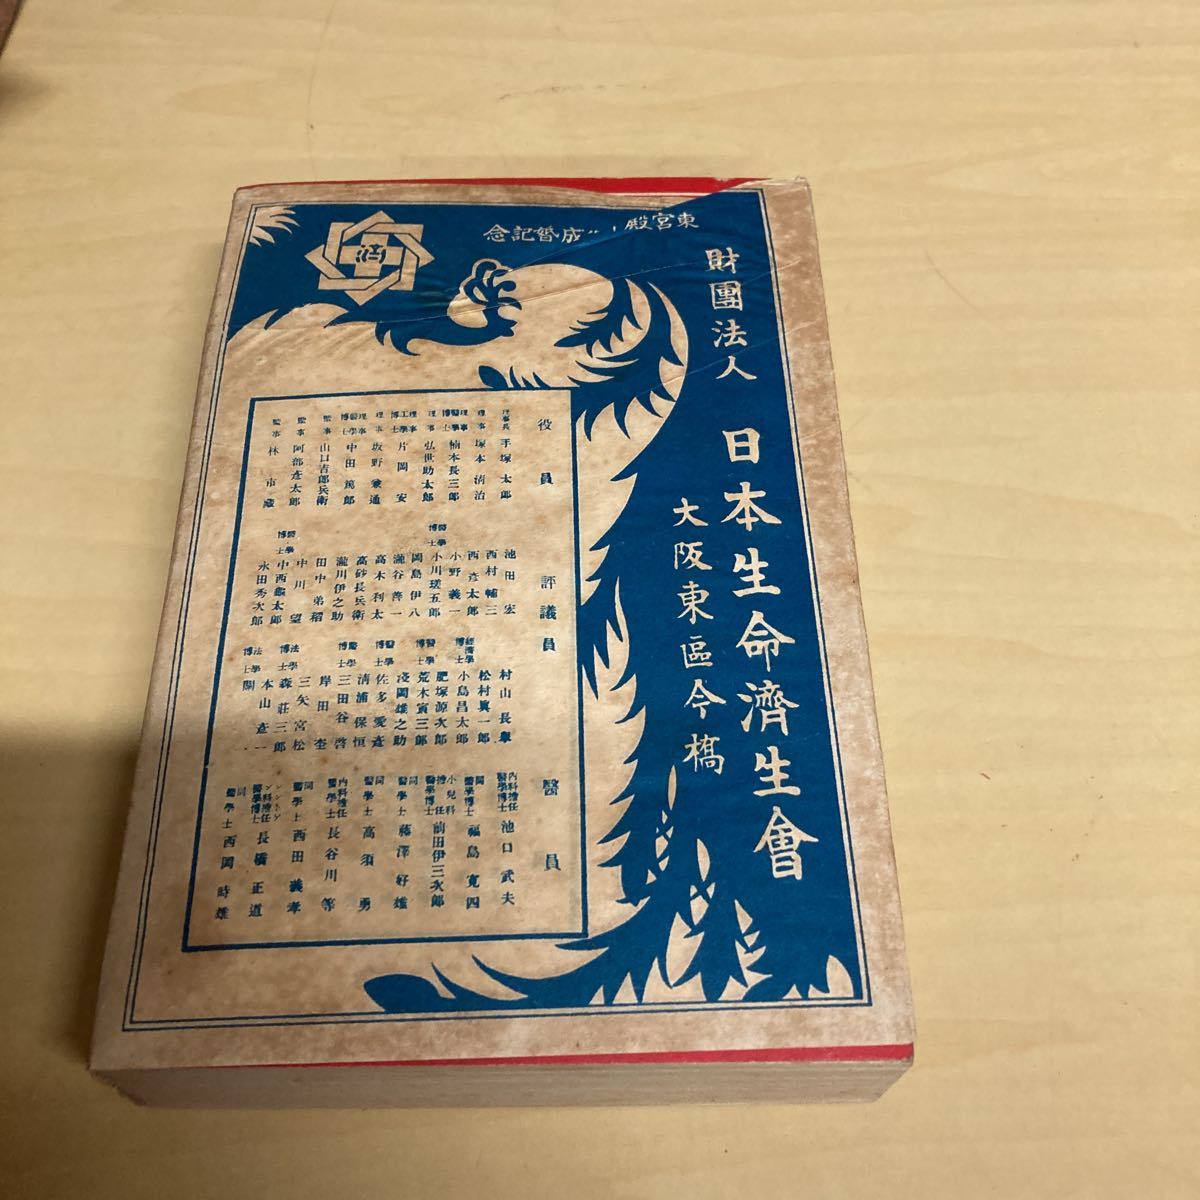 東宮殿
成婚記念
財團法人 日本生命濟生會
大阪東區今橋
濟
役員
理事長 手塚太郎
理事 塚本清治
理事 醫學博士 楠本長三郎
理事 弘世助太郎
理事 工學博士 片岡安
理事 坂野兼通
理事 醫學博士 中田篤郎
監事 山口吉郎兵衛
監事 阿部彥太郎
監事 林市藏
評議員
池田宏
西村輔三
西彥太郎
小野義一
醫學博士 小川瑳五郎
岡島伊八
瀧谷善一
高木利太
高砂長兵衛
瀧川伊之助
田中弟稻
中川望
醫學博士 中西龜太郎
永田秀次郎
村山長擧
松村眞一郎
經濟學博士 小島昌太郎
肥塚源次郎
醫學博士 荒木寅三郎
淺岡雄之助
醫學博士 佐多愛彥
清浦保恒
醫學博士 三田谷啓
岸田杢
三矢宮松
法學博士 森莊三郎
本山彥一
法學博士 關一
醫員
內科擔任 醫學博士 池口武夫
同 醫學博士 福島寬四
小兒科擔任 醫學博士 前田伊三次郎
同 醫學士 藤澤好雄
同 醫學士 高須勇
內科擔任 醫學士 長谷川等
同 醫學士 西田義孝
レントゲン科擔任 醫學博士 長橋正道
同 醫學士 西岡時雄